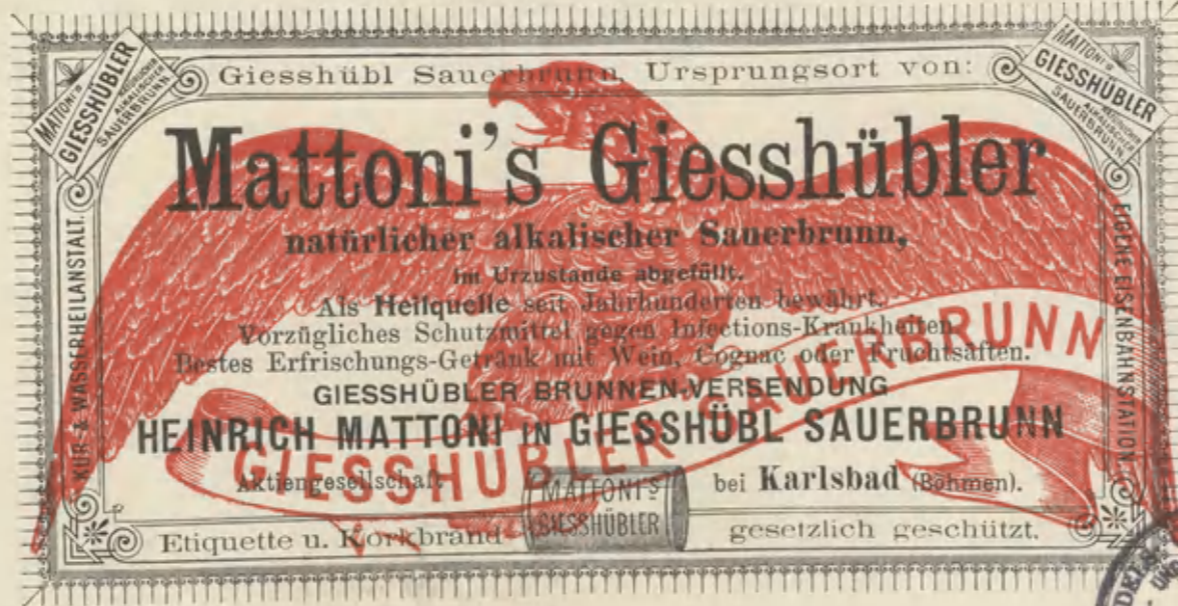 Giesshübl Sauerbrunn, Ursprungsort von:
MATTONI'S
GIESSHÜBLER
ALKALISCHER
SAUERBRUNN
MATTONI'S
GIESSHÜBLER
ALKALISCHER
SAUERBRUNN
Mattoni's Giesshübler
natürlicher alkalischer Sauerbrunn,
im Urzustande abgefüllt.
Als Heilquelle seit Jahrhunderten bewährt.
Vorzügliches Schutzmittel gegen Infections-Krankheiten.
Bestes Erfrischungs-Getränk mit Wein, Cognac oder Fruchtsäften.
GIESSHÜBLER BRUNNEN-VERSENDUNG
HEINRICH MATTONI IN GIESSHÜBL SAUERBRUNN
Aktiengesellschaft bei Karlsbad (Böhmen).
GIESSHÜBLER SAUERBRUNN
MATTONI'S
GIESSHÜBLER
Etiquette u. Korkbrand gesetzlich geschützt.
KUR- & WASSERHEILANSTALT.
EIGENE EISENBAHNSTATION.